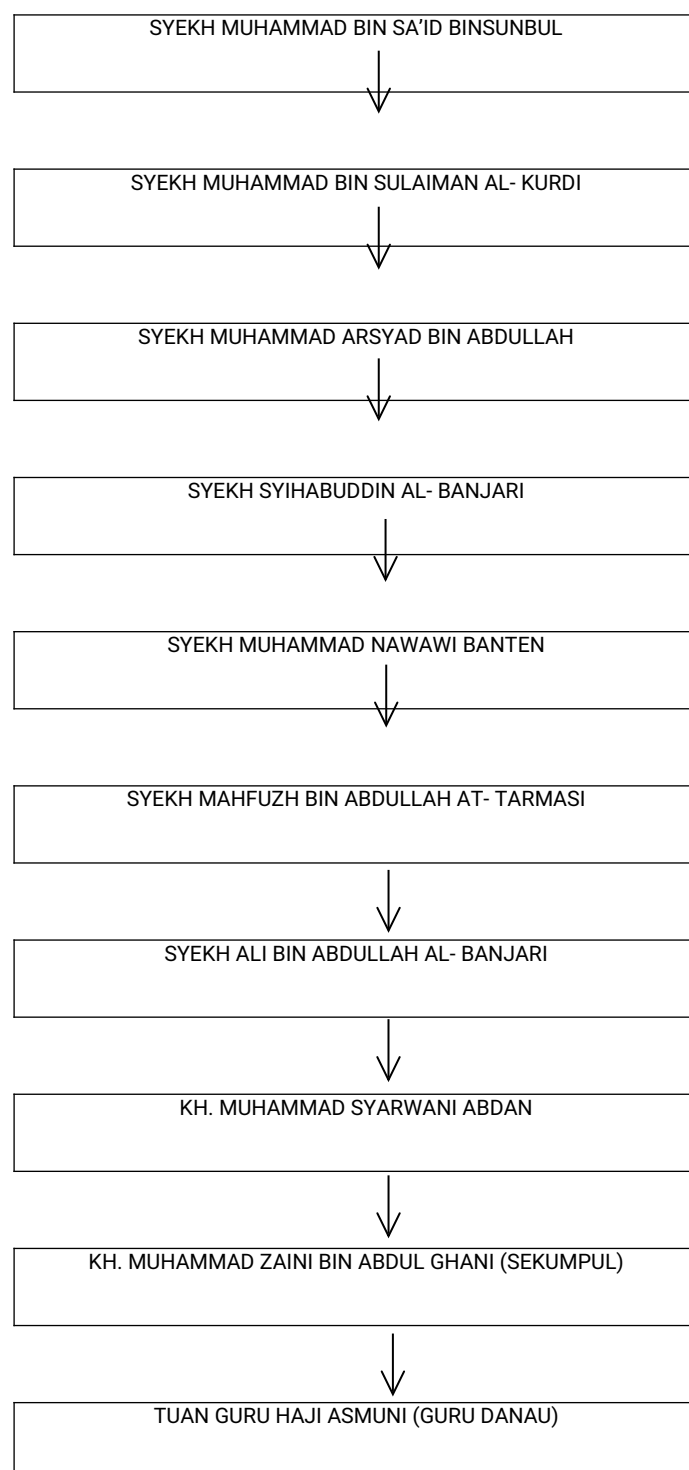 SYEKH MUHAMMAD BIN SA’ID BINSUNBUL
SYEKH MUHAMMAD BIN SULAIMAN AL- KURDI
SYEKH MUHAMMAD ARSYAD BIN ABDULLAH
SYEKH SYIHABUDDIN AL- BANJARI
SYEKH MUHAMMAD NAWAWI BANTEN
SYEKH MAHFUZH BIN ABDULLAH AT- TARMASI
SYEKH ALI BIN ABDULLAH AL- BANJARI
KH. MUHAMMAD SYARWANI ABDAN
KH. MUHAMMAD ZAINI BIN ABDUL GHANI (SEKUMPUL)
TUAN GURU HAJI ASMUNI (GURU DANAU)